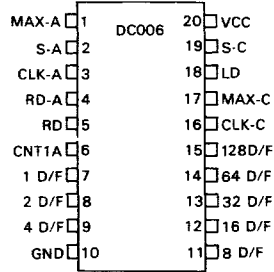 MAX-A 1 DC006 20 VCC
S-A 2 19 S-C
CLK-A 3 18 LD
RD-A 4 17 MAX-C
RD 5 16 CLK-C
CNT1A 6 15 128D/F
1 D/F 7 14 64 D/F
2 D/F 8 13 32 D/F
4 D/F 9 12 16 D/F
GND 10 11 8 D/F